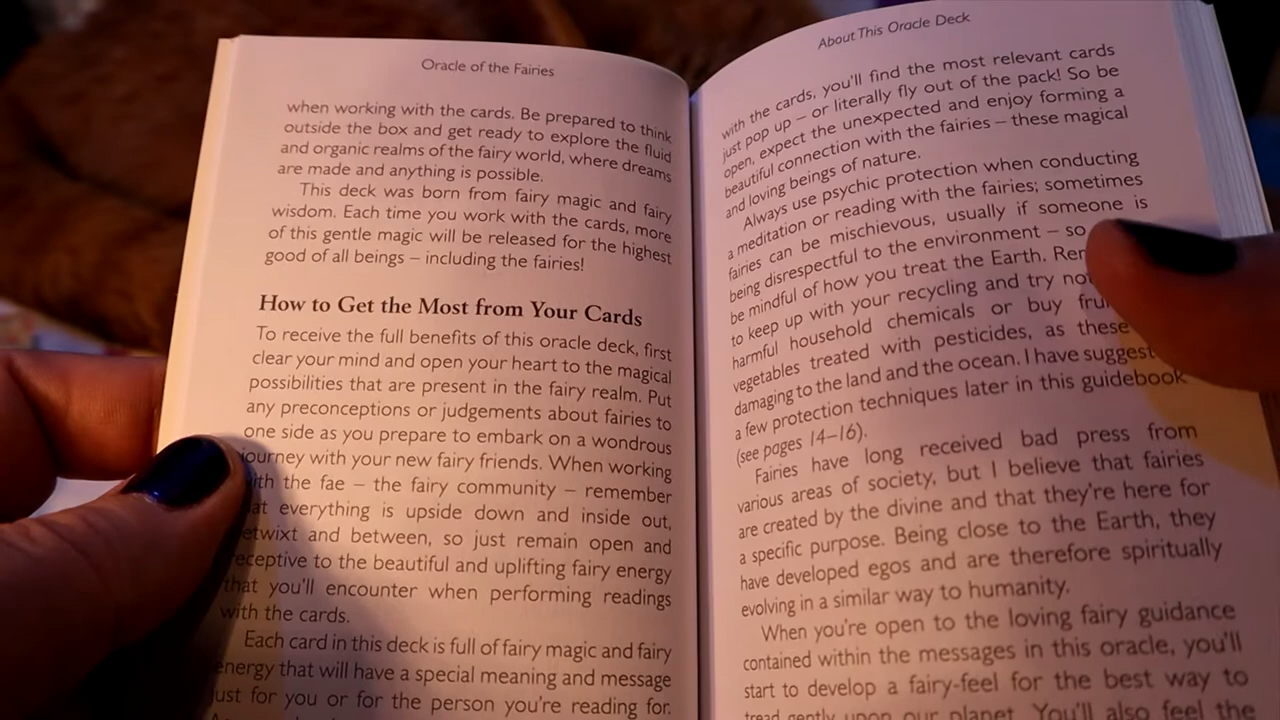 Oracle of the Fairies
when working with the cards. Be prepared to think
outside the box and get ready to explore the fluid
and organic realms of the fairy world, where dreams
are made and anything is possible.
This deck was born from fairy magic and fairy
wisdom. Each time you work with the cards, more
of this gentle magic will be released for the highest
good of all beings – including the fairies!
How to Get the Most from Your Cards
To receive the full benefits of this oracle deck, first
clear your mind and open your heart to the magical
possibilities that are present in the fairy realm. Put
any preconceptions or judgements about fairies to
one side as you prepare to embark on a wondrous
journey with your new fairy friends. When working
the fae – the fairy community – remember
everything is upside down and inside out,
and between, so just remain open and
receptive to the beautiful and uplifting fairy energy
that you'll encounter when performing readings
with the cards.
Each card in this deck is full of fairy magic and fairy
energy that will have a special meaning and message
just for you or for the person you're reading for.
About This Oracle Deck
with the cards, you'll find the most relevant cards
just pop up – or literally fly out of the pack! So be
open, expect the unexpected and enjoy forming a
beautiful connection with the fairies – these magical
and loving beings of nature.
Always use psychic protection when conducting
a meditation or reading with the fairies; sometimes
fairies can be mischievous, usually if someone is
being disrespectful to the environment – so
be mindful of how you treat the Earth.
to keep up with your recycling and try
harmful household chemicals or buy
vegetables treated with pesticides, as these
damaging to the land and the ocean. I have
a few protection techniques later in this guidebook
(see pages 14–16).
Fairies have long received bad press from
various areas of society, but I believe that fairies
are created by the divine and that they're here for
a specific purpose. Being close to the Earth, they
have developed egos and are therefore spiritually
evolving in a similar way to humanity.
When you're open to the loving fairy guidance
contained within the messages in this oracle, you'll
start to develop a fairy-feel for the best way to
tread gently upon our planet. You'll also feel the